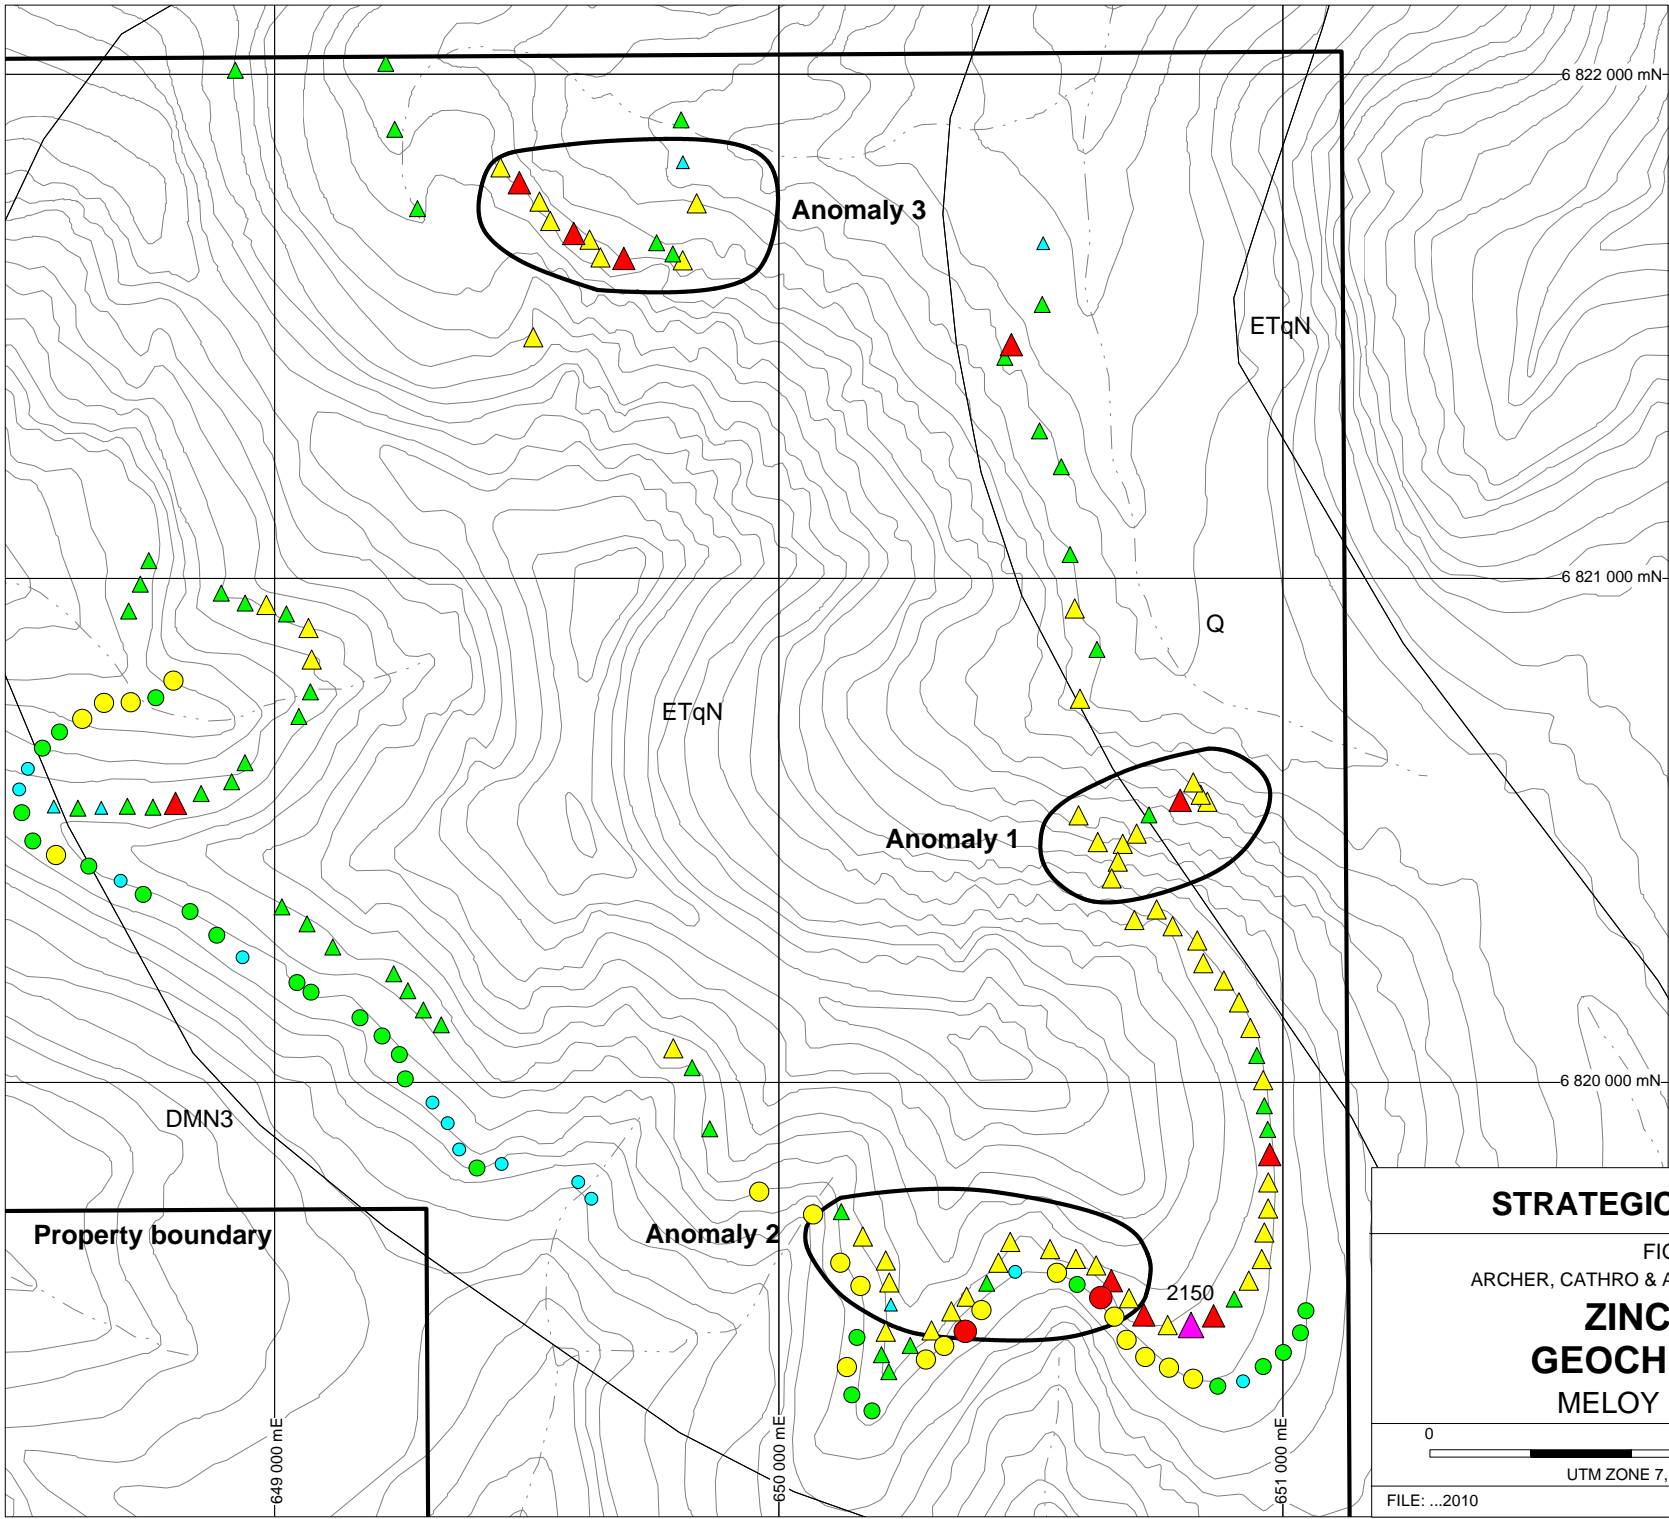 6 822 000 mN
Anomaly 3
ETqN
6 821 000 mN
Q
ETqN
Anomaly 1
6 820 000 mN
DMN3
Property boundary
Anomaly 2
2150
649 000 mE
650 000 mE
651 000 mE
STRATEGIC
FIG
ARCHER, CATHRO & A
ZINC
GEOCH
MELOY
0
UTM ZONE 7,
FILE: ...2010